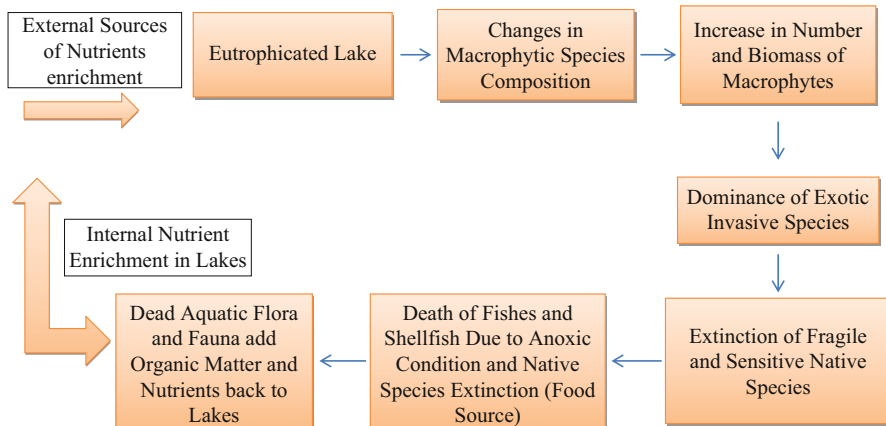 External Sources
of Nutrients
enrichment
Eutrophicated Lake
Changes in
Macrophytic Species
Composition
Increase in Number
and Biomass of
Macrophytes
Dominance of Exotic
Invasive Species
Extinction of Fragile
and Sensitive Native
Species
Death of Fishes and
Shellfish Due to Anoxic
Condition and Native
Species Extinction (Food
Source)
Dead Aquatic Flora
and Fauna add
Organic Matter and
Nutrients back to
Lakes
Internal Nutrient
Enrichment in Lakes